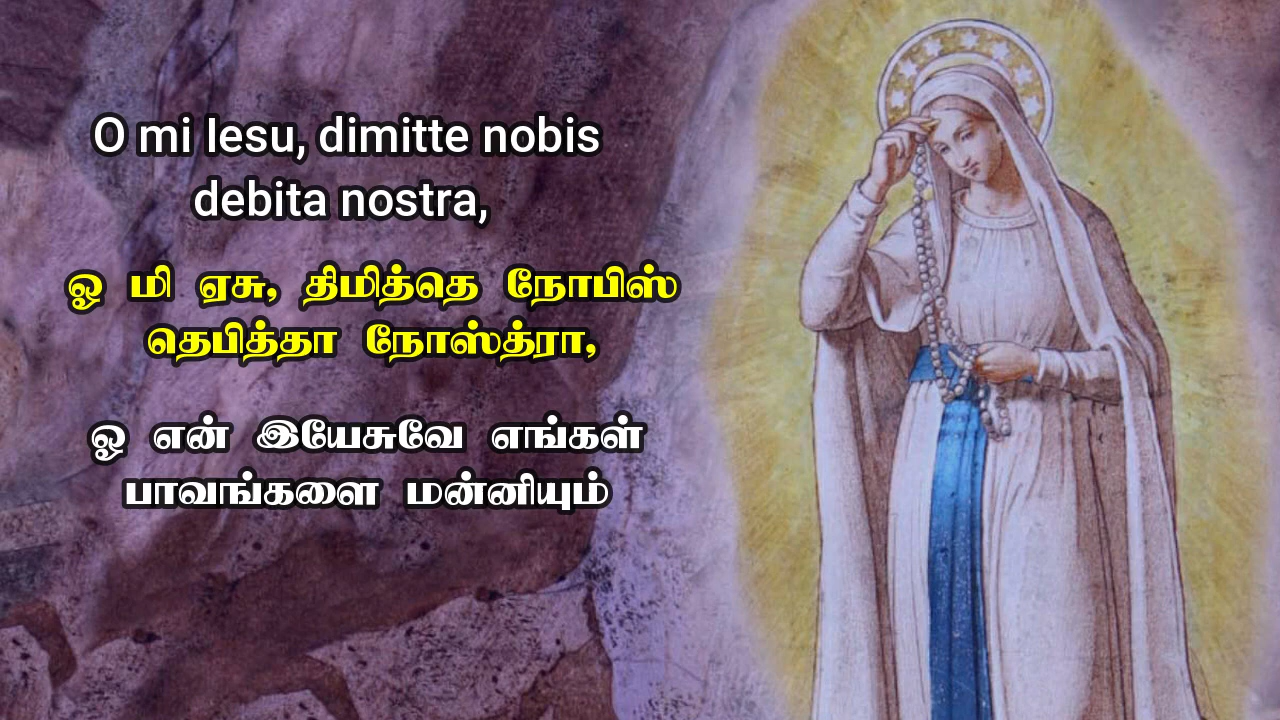 O mi Iesu, dimitte nobis
debita nostra,
ஓ மி ஏசு, திமித்தெ நோபிஸ்
தெபித்தா நோஸ்த்ரா,
ஓ என் இயேசுவே எங்கள்
பாவங்களை மன்னியும்